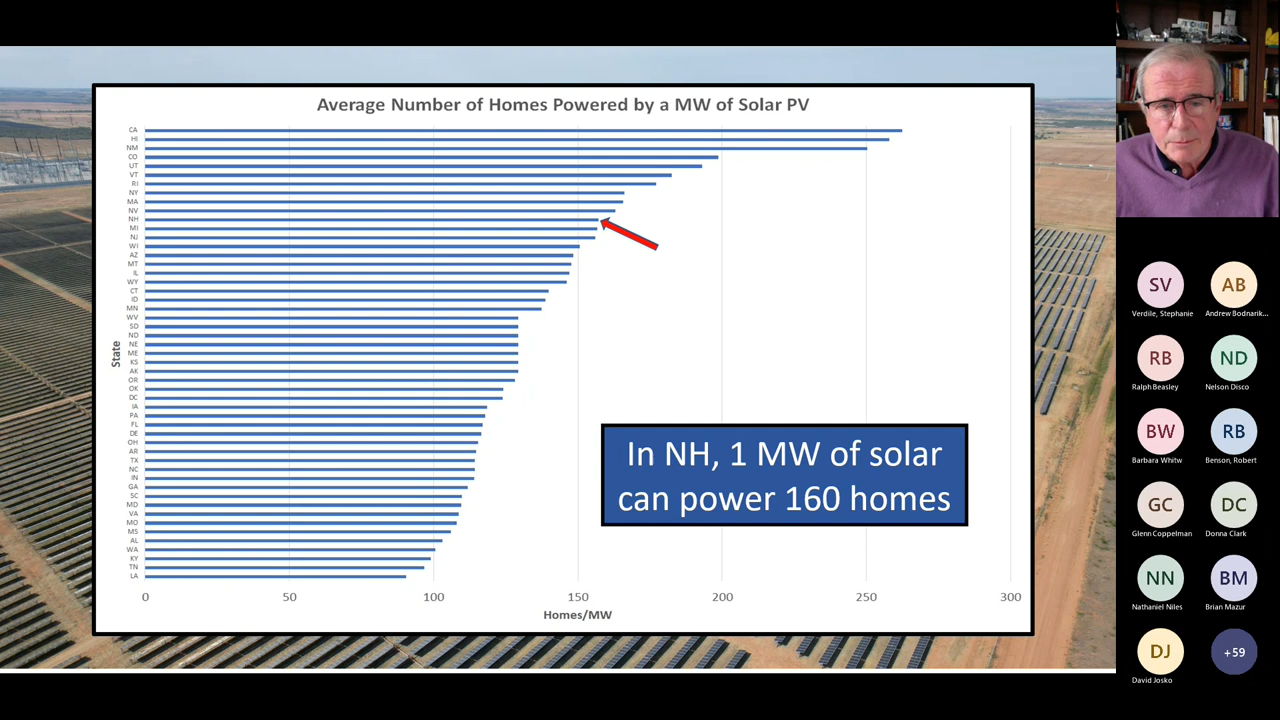 Average Number of Homes Powered by a MW of Solar PV
CA
HI
NM
CO
UT
VT
RI
NY
MA
NV
NH
MI
NJ
WI
AZ
MT
IL
WY
CT
ID
MN
WV
SD
ND
NE
ME
KS
AK
OR
OK
DC
IA
PA
FL
DE
OH
AR
TX
NC
IN
GA
SC
MD
VA
MO
MS
AL
WA
KY
TN
LA
State
0 50 100 150 200 250 300
Homes/MW
In NH, 1 MW of solar
can power 160 homes
SV AB
Verdile, Stephanie Andrew Bodnarik...
RB ND
Ralph Beasley Nelson Disco
BW RB
Barbara Whitw Benson, Robert
GC DC
Glenn Coppelman Donna Clark
NN BM
Nathaniel Niles Brian Mazur
DJ +59
David Josko